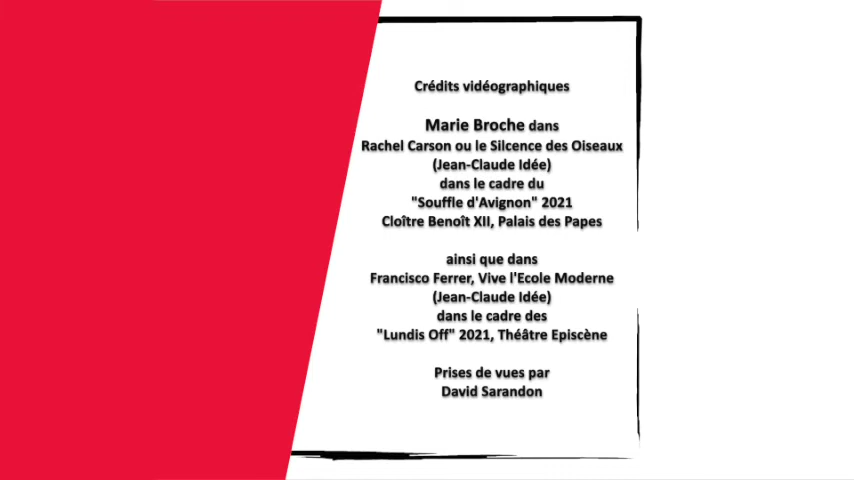 Crédits vidéographiques
Marie Broche dans
Rachel Carson ou le Silcence des Oiseaux
(Jean-Claude Idée)
dans le cadre du
"Souffle d'Avignon" 2021
Cloître Benoît XII, Palais des Papes
ainsi que dans
Francisco Ferrer, Vive l'Ecole Moderne
(Jean-Claude Idée)
dans le cadre des
"Lundis Off" 2021, Théâtre Episcène
Prises de vues par
David Sarandon